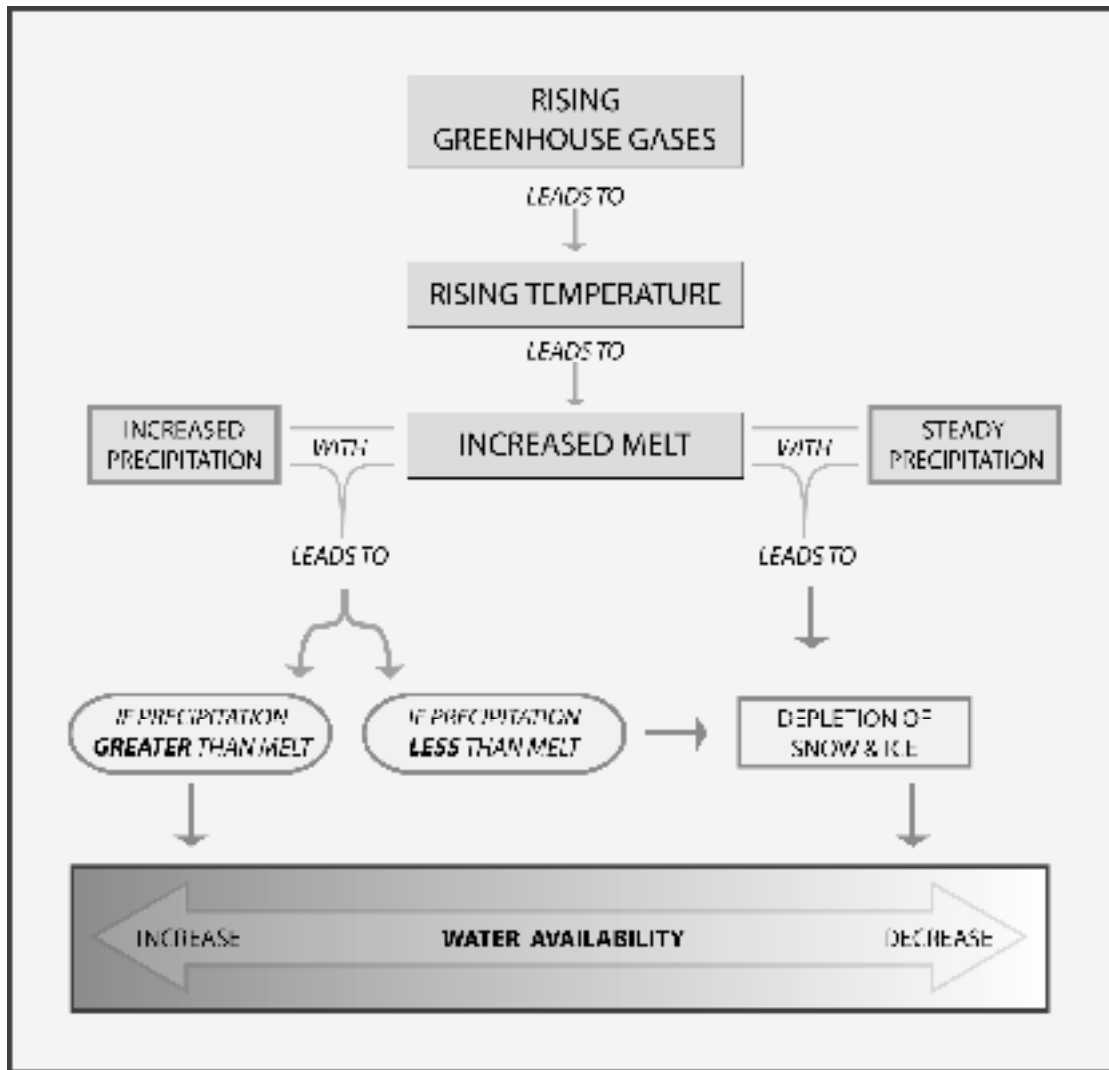 RISING
GREENHOUSE GASES
LEADS TO
RISING TEMPERATURE
LEADS TO
INCREASED
PRECIPITATION
WITH
INCREASED MELT
WITH
STEADY
PRECIPITATION
LEADS TO
LEADS TO
IF PRECIPITATION
GREATER THAN MELT
IF PRECIPITATION
LESS THAN MELT
DEPLETION OF
SNOW & ICE
INCREASE
WATER AVAILABILITY
DECREASE